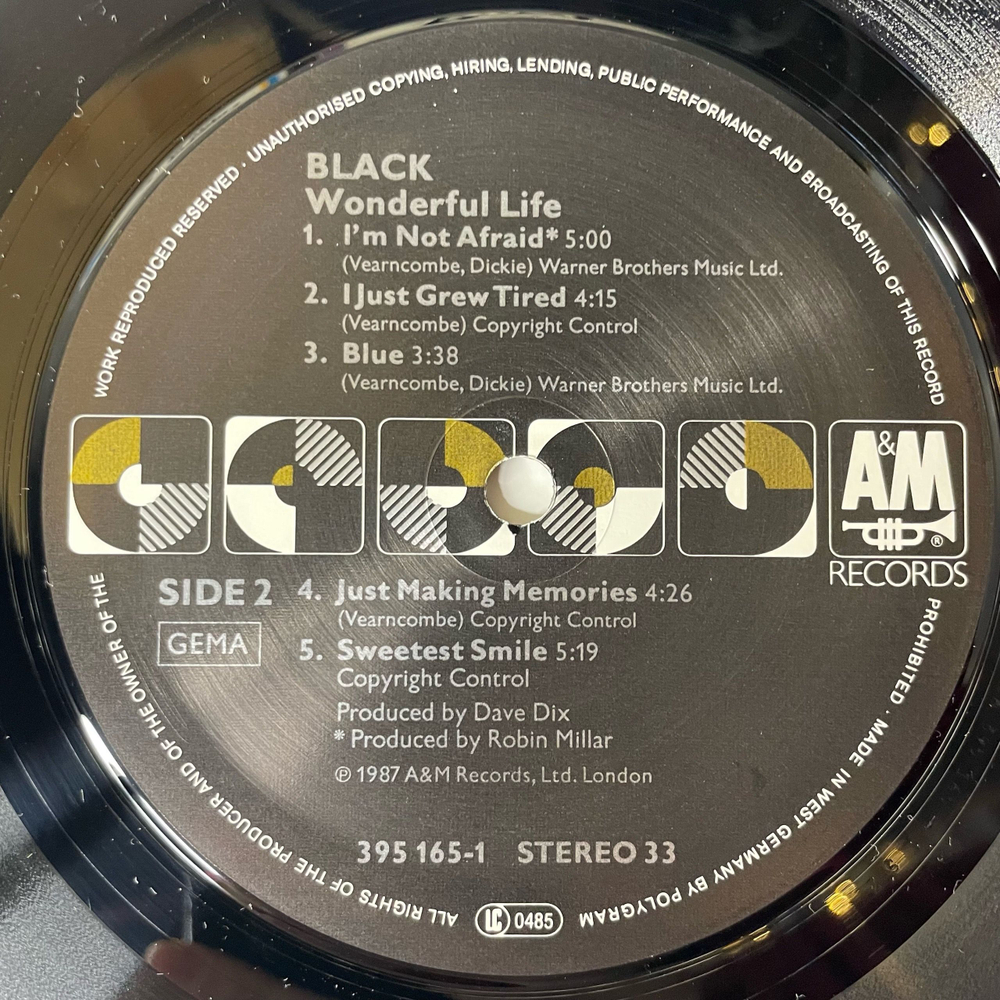 WORK REPRODUCED RESERVED · UNAUTHORISED COPYING, HIRING, LENDING, PUBLIC PERFORMANCE AND BROADCASTING OF THIS RECORD
BLACK
Wonderful Life
1. I'm Not Afraid* 5:00
(Vearncombe, Dickie) Warner Brothers Music Ltd.
2. I Just Grew Tired 4:15
(Vearncombe) Copyright Control
3. Blue 3:38
(Vearncombe, Dickie) Warner Brothers Music Ltd.
A&M
®
RECORDS
SIDE 2
GEMA
4. Just Making Memories 4:26
(Vearncombe) Copyright Control
5. Sweetest Smile 5:19
Copyright Control
Produced by Dave Dix
* Produced by Robin Millar
℗ 1987 A&M Records, Ltd. London
395 165-1 STEREO 33
PROHIBITED · MADE IN WEST GERMANY BY POLYGRAM
LC 0485
ALL RIGHTS OF THE PRODUCER AND OF THE OWNER OF THE